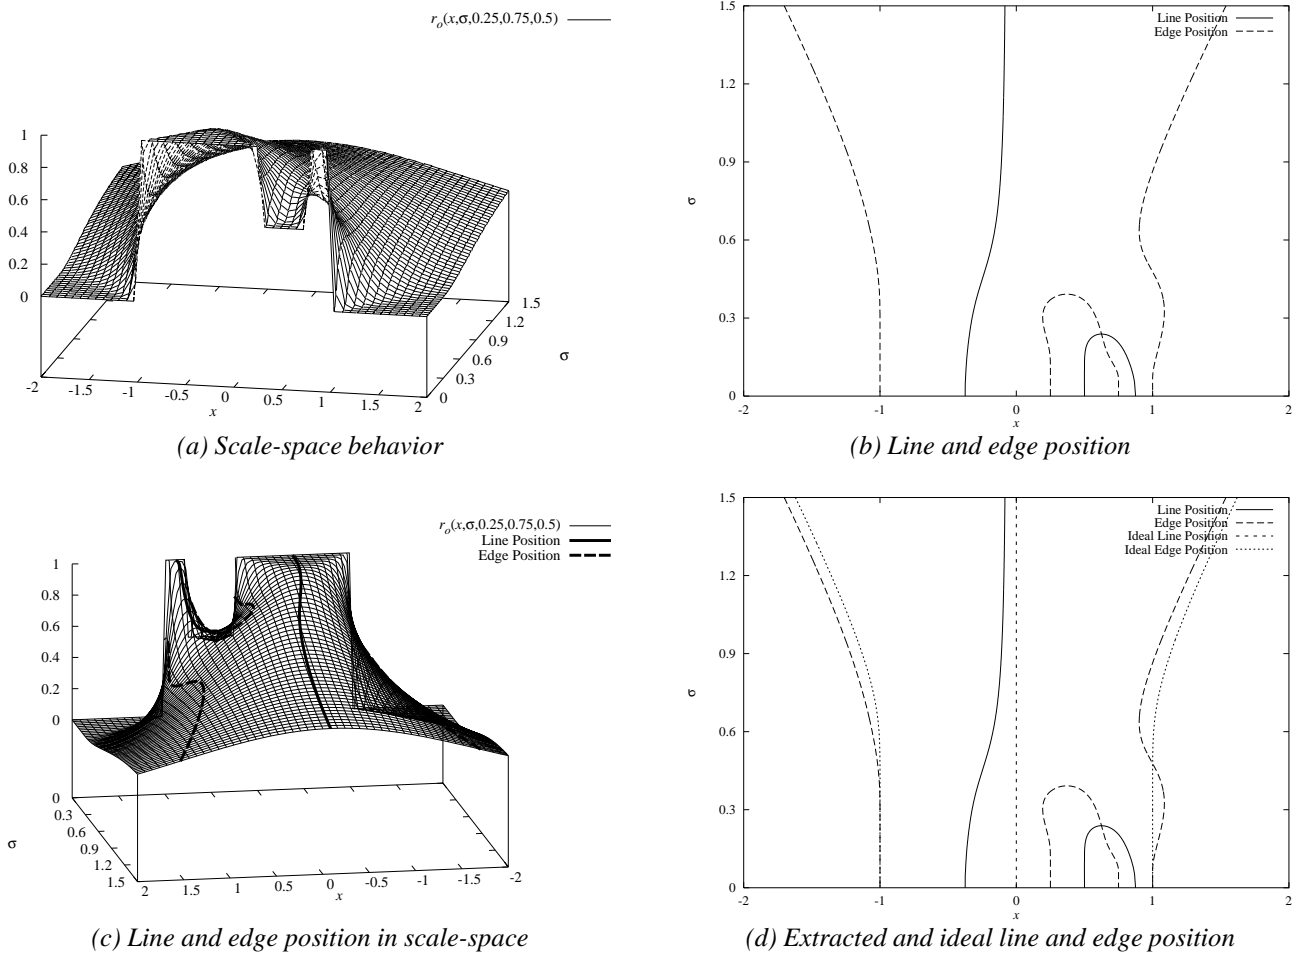 r_o(x,σ,0.25,0.75,0.5)
1
0.8
0.6
0.4
0.2
0
-2
-1.5
-1
-0.5
0
0.5
1
1.5
2
x
0
0.3
0.6
0.9
1.2
1.5
σ
(a) Scale-space behavior
Line Position
Edge Position
1.5
1.2
0.9
0.6
0.3
0
σ
-2
-1
0
1
2
x
(b) Line and edge position
r_o(x,σ,0.25,0.75,0.5)
Line Position
Edge Position
1
0.8
0.6
0.4
0.2
0
0
0.3
0.6
0.9
1.2
1.5
σ
2
1.5
1
0.5
0
-0.5
-1
-1.5
-2
x
(c) Line and edge position in scale-space
Line Position
Edge Position
Ideal Line Position
Ideal Edge Position
1.5
1.2
0.9
0.6
0.3
0
σ
-2
-1
0
1
2
x
(d) Extracted and ideal line and edge position